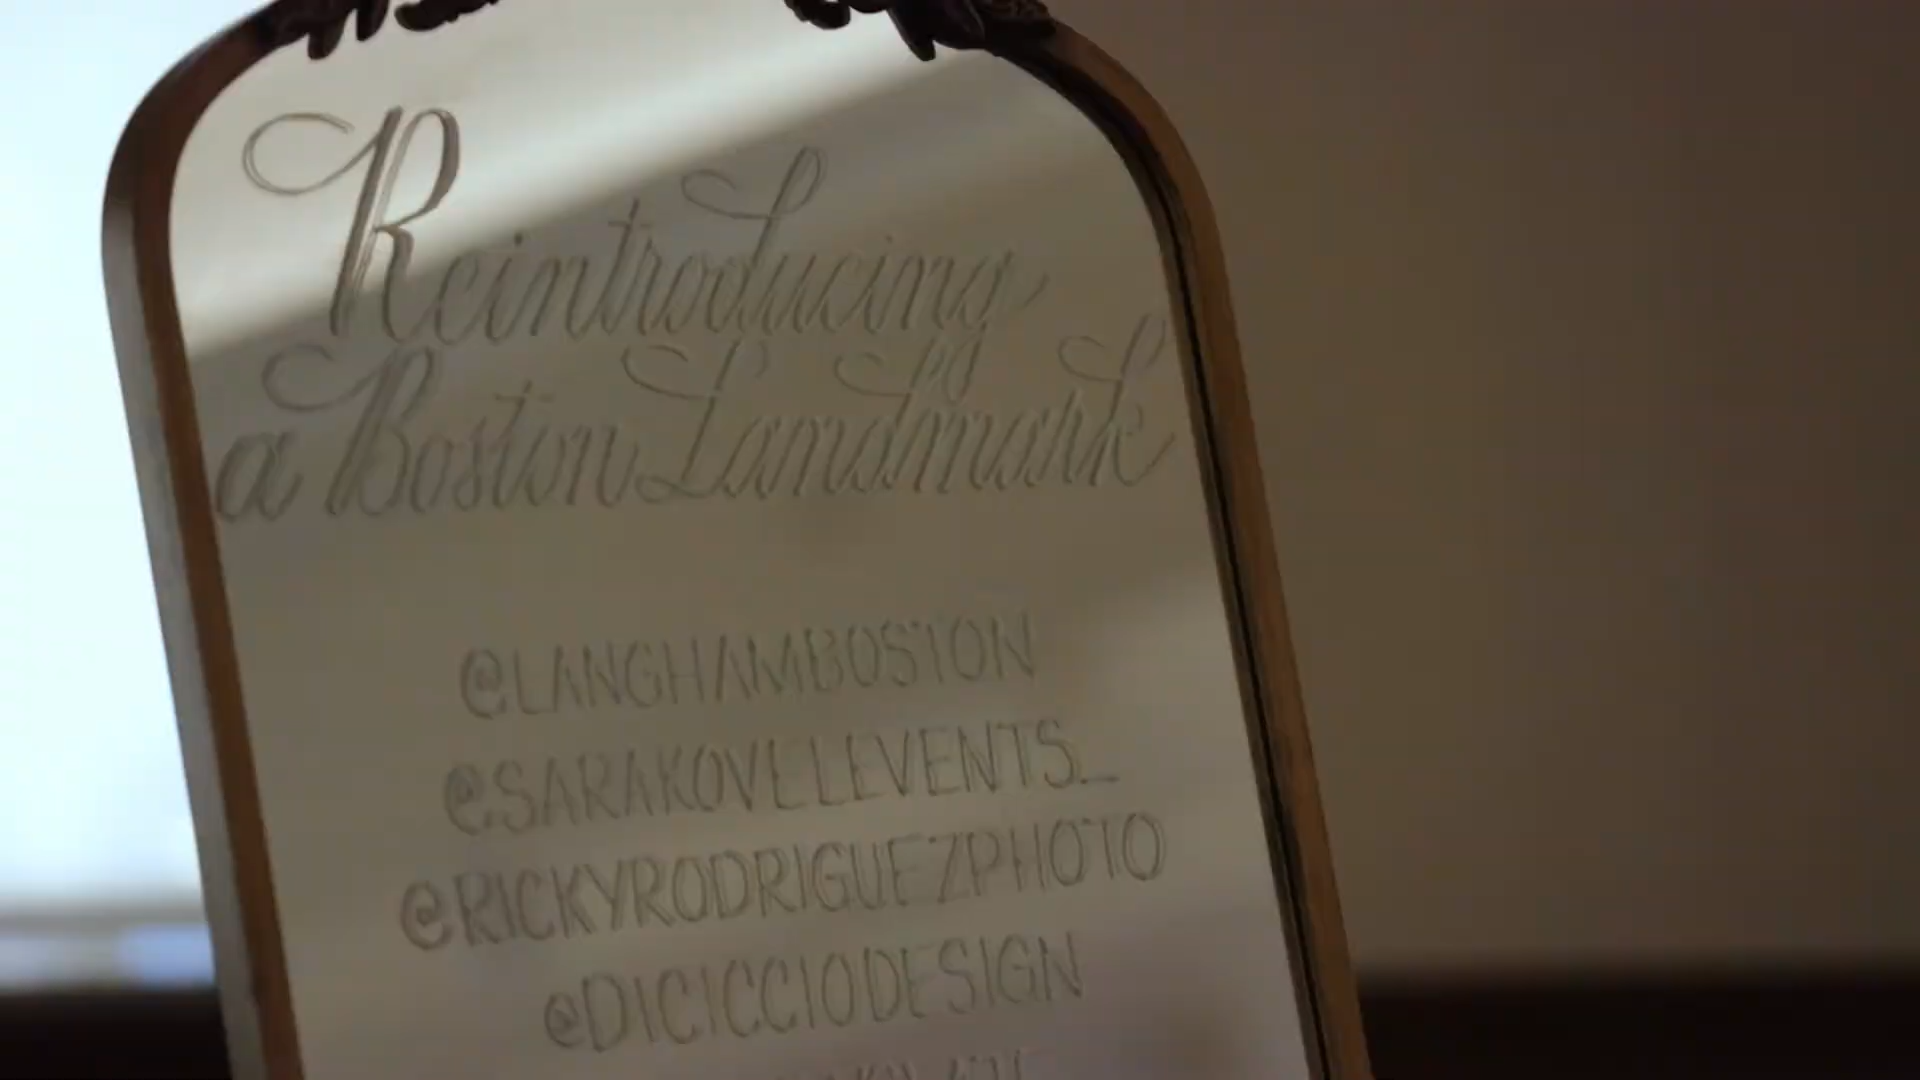 Reintroducing
a Boston Landmark
@LANGHAMBOSTON
@SARAKOVELEVENTS_
@RICKYRODRIGUEZPHOTO
@DICICCIODESIGN